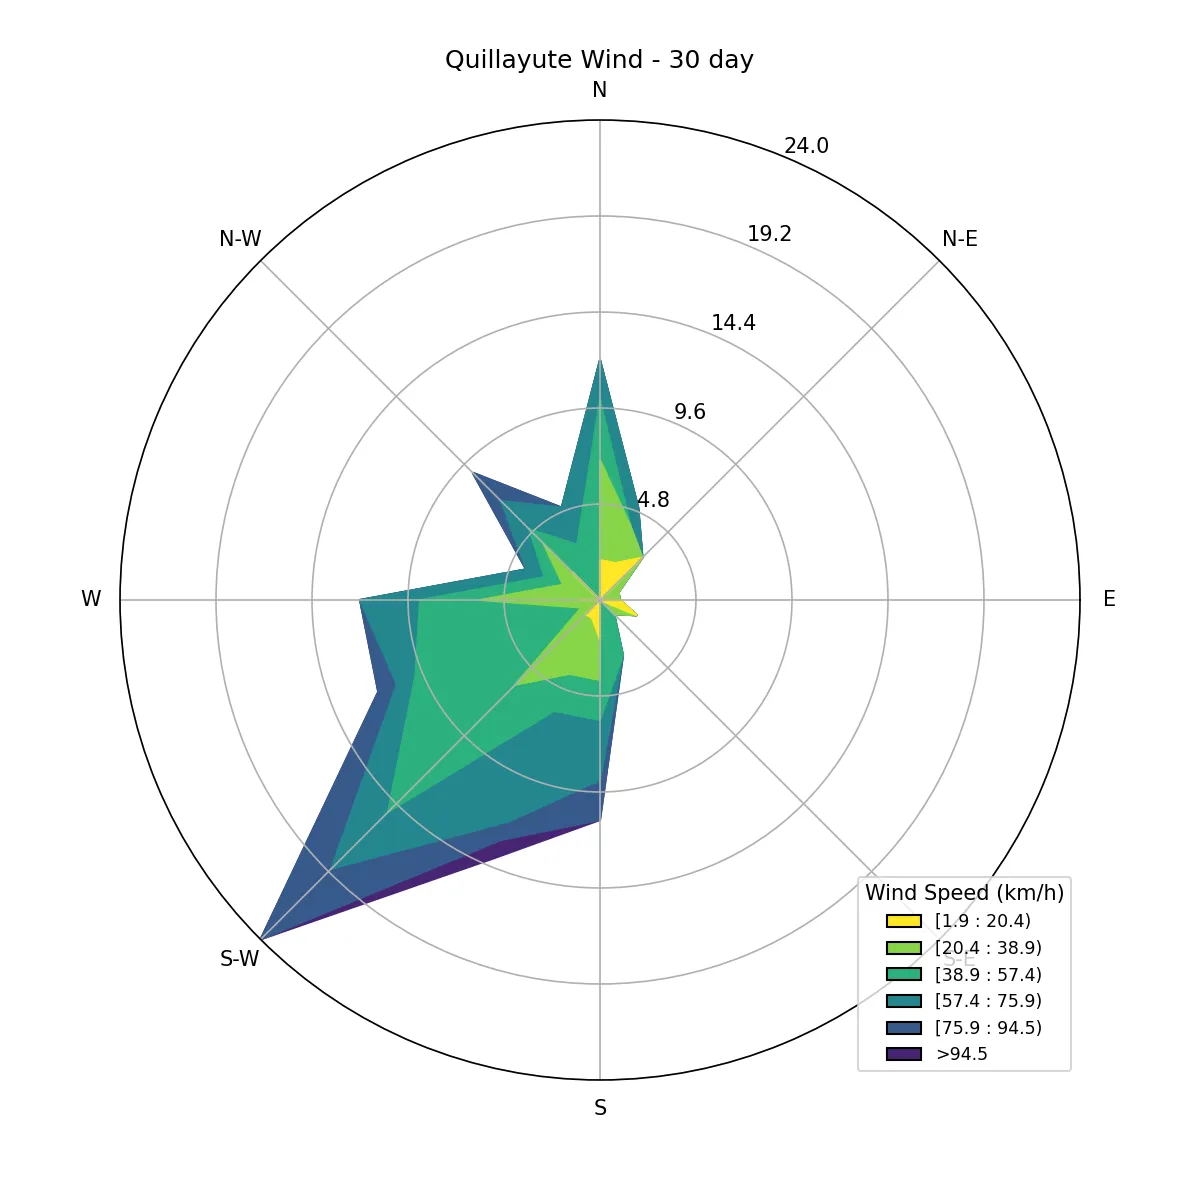 Quillayute Wind - 30 day
N
24.0
19.2
N-W
N-E
14.4
9.6
4.8
W
E
Wind Speed (km/h)
[1.9 : 20.4)
[20.4 : 38.9)
S-W
S-E
[38.9 : 57.4)
[57.4 : 75.9)
[75.9 : 94.5)
>94.5
S